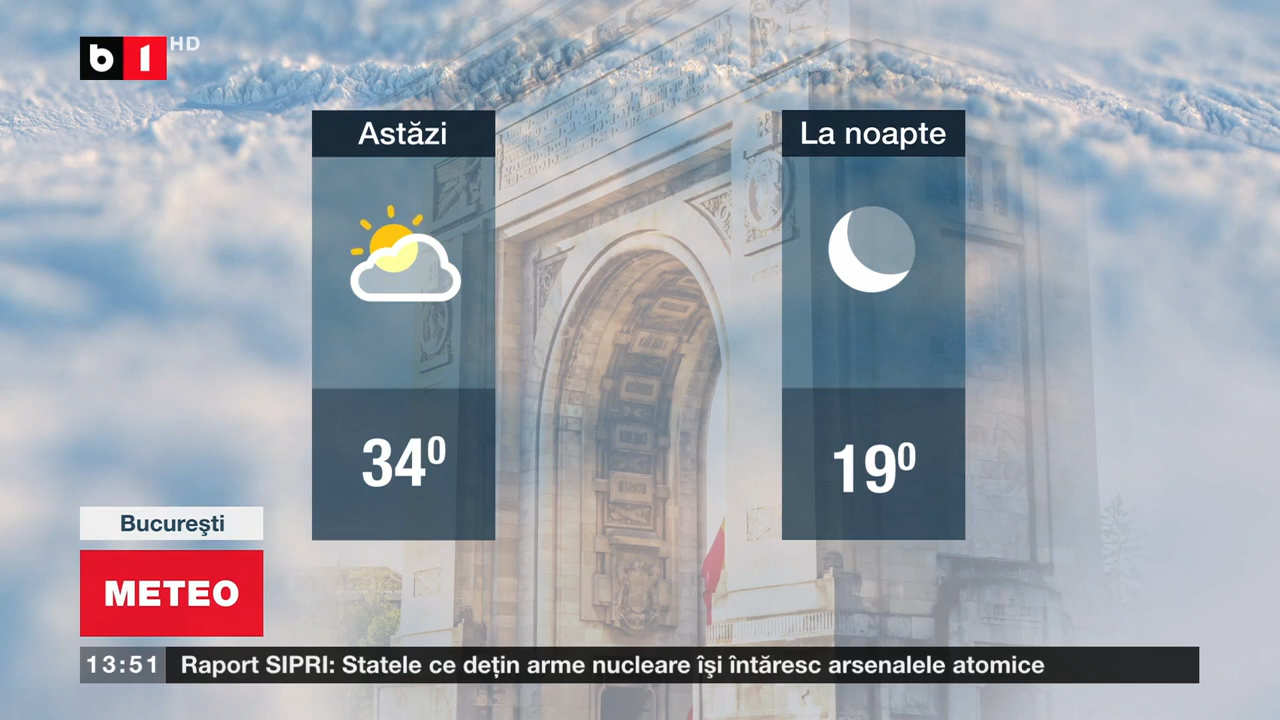 b1 HD
Astăzi
La noapte
34⁰
19⁰
Bucureşti
METEO
13:51 Raport SIPRI: Statele ce dețin arme nucleare îşi întăresc arsenalele atomice